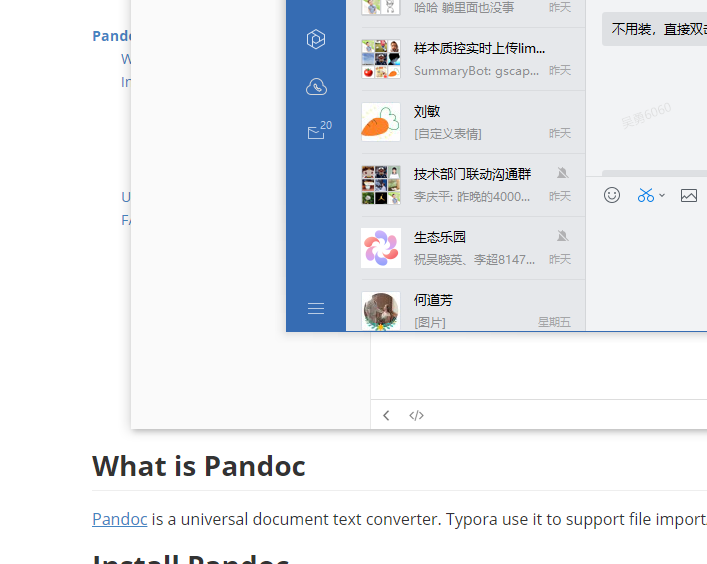 哈哈 躺里面也没事
昨天
不用装，直接双
Pando
W
In
样本质控实时上传lim...
SummaryBot: gscap...
昨天
吴勇6060
刘敏
[自定义表情]
昨天
20
技术部门联动沟通群
李庆平: 昨晚的4000...
昨天
U
FA
生态乐园
祝吴晓英、李超8147...
昨天
何道芳
[图片]
星期五
What is Pandoc
Pandoc is a universal document text converter. Typora use it to support file import
Install Pandoc